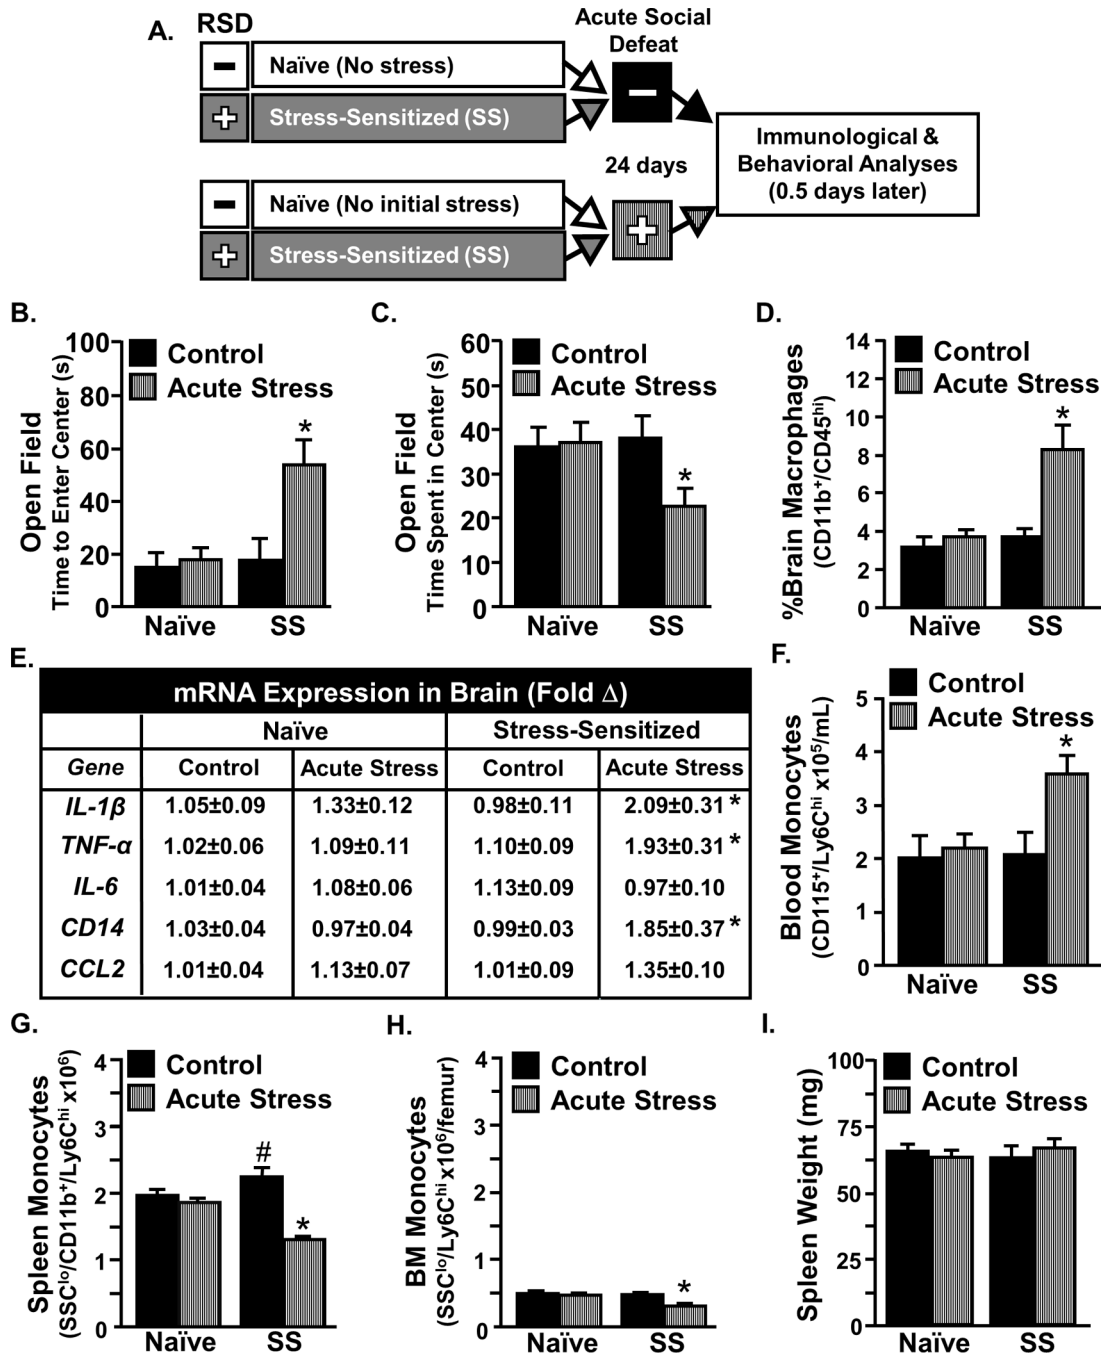 A.
RSD
Acute Social
Defeat
− Naïve (No stress)
+ Stress-Sensitized (SS)
−
24 days
− Naïve (No initial stress)
+ Stress-Sensitized (SS)
+
Immunological &
Behavioral Analyses
(0.5 days later)
B.
Open Field
Time to Enter Center (s)
100
80
60
40
20
0
Control
Acute Stress
*
Naïve SS
C.
Open Field
Time Spent in Center (s)
60
50
40
30
20
10
0
Control
Acute Stress
*
Naïve SS
D.
%Brain Macrophages
(CD11b⁺/CD45ʰⁱ)
14
12
10
8
6
4
2
0
Control
Acute Stress
*
Naïve SS
E.
mRNA Expression in Brain (Fold Δ)
Naïve Stress-Sensitized
Gene Control Acute Stress Control Acute Stress
IL-1β 1.05±0.09 1.33±0.12 0.98±0.11 2.09±0.31 *
TNF-α 1.02±0.06 1.09±0.11 1.10±0.09 1.93±0.31 *
IL-6 1.01±0.04 1.08±0.06 1.13±0.09 0.97±0.10
CD14 1.03±0.04 0.97±0.04 0.99±0.03 1.85±0.37 *
CCL2 1.01±0.04 1.13±0.07 1.01±0.09 1.35±0.10
F.
Blood Monocytes
(CD115⁺/Ly6Cʰⁱ x10⁵/mL)
5
4
3
2
1
0
Control
Acute Stress
*
Naïve SS
G.
Spleen Monocytes
(SSCˡᵒ/CD11b⁺/Ly6Cʰⁱ x10⁶)
4
3
2
1
0
Control
Acute Stress
#
*
Naïve SS
H.
BM Monocytes
(SSCˡᵒ/Ly6Cʰⁱ x10⁶/femur)
4
3
2
1
0
Control
Acute Stress
*
Naïve SS
I.
Spleen Weight (mg)
100
75
50
25
0
Control
Acute Stress
Naïve SS